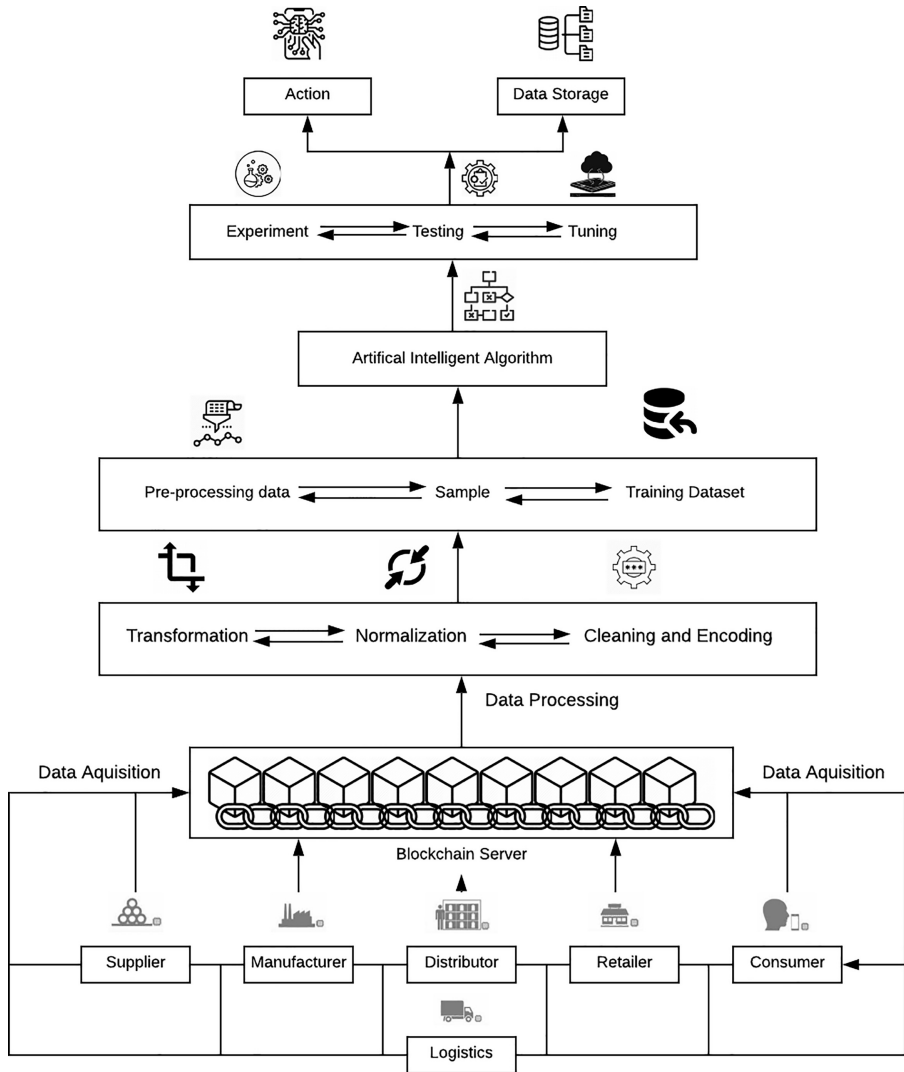 Action
Data Storage
Experiment
Testing
Tuning
Artifical Intelligent Algorithm
Pre-processing data
Sample
Training Dataset
Transformation
Normalization
Cleaning and Encoding
Data Processing
Data Aquisition
Data Aquisition
Blockchain Server
Supplier
Manufacturer
Distributor
Retailer
Consumer
Logistics